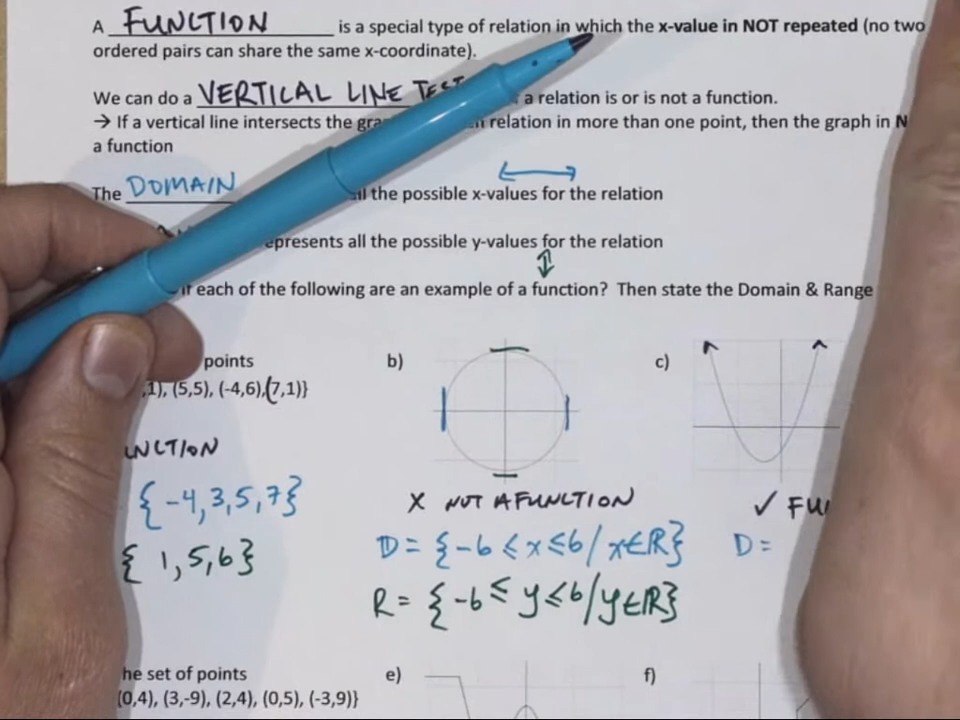 A FUNCTION is a special type of relation in which the x-value in NOT repeated (no two
ordered pairs can share the same x-coordinate).
We can do a VERTICAL LINE TEST a relation is or is not a function.
→ If a vertical line intersects the relation in more than one point, then the graph in
a function
The DOMAIN all the possible x-values for the relation
represents all the possible y-values for the relation
if each of the following are an example of a function? Then state the Domain & Range
points b) c)
,1), (5,5), (-4,6),(7,1)}
UNCTION
X NOT A FUNCTION ✓
{-4,3,5,7} D = {-6 ≤ x ≤ 6 / x ∈ R} D =
{ 1,5,6} R = {-6 ≤ y ≤ 6 / y ∈ R}
he set of points e) f)
(0,4), (3,-9), (2,4), (0,5), (-3,9)}